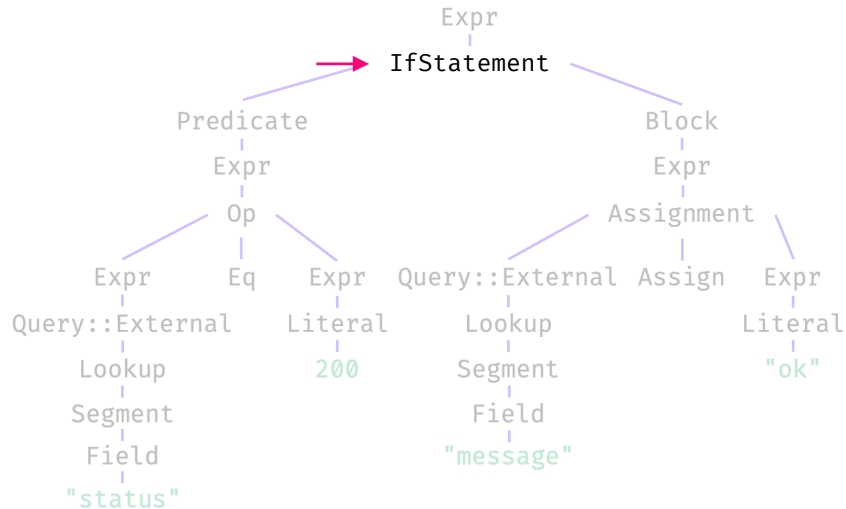 Expr
IfStatement
Predicate Block
Expr Expr
Op Assignment
Expr Eq Expr Query::External Assign Expr
Query::External Literal Lookup Literal
Lookup 200 Segment "ok"
Segment Field
Field "message"
"status"